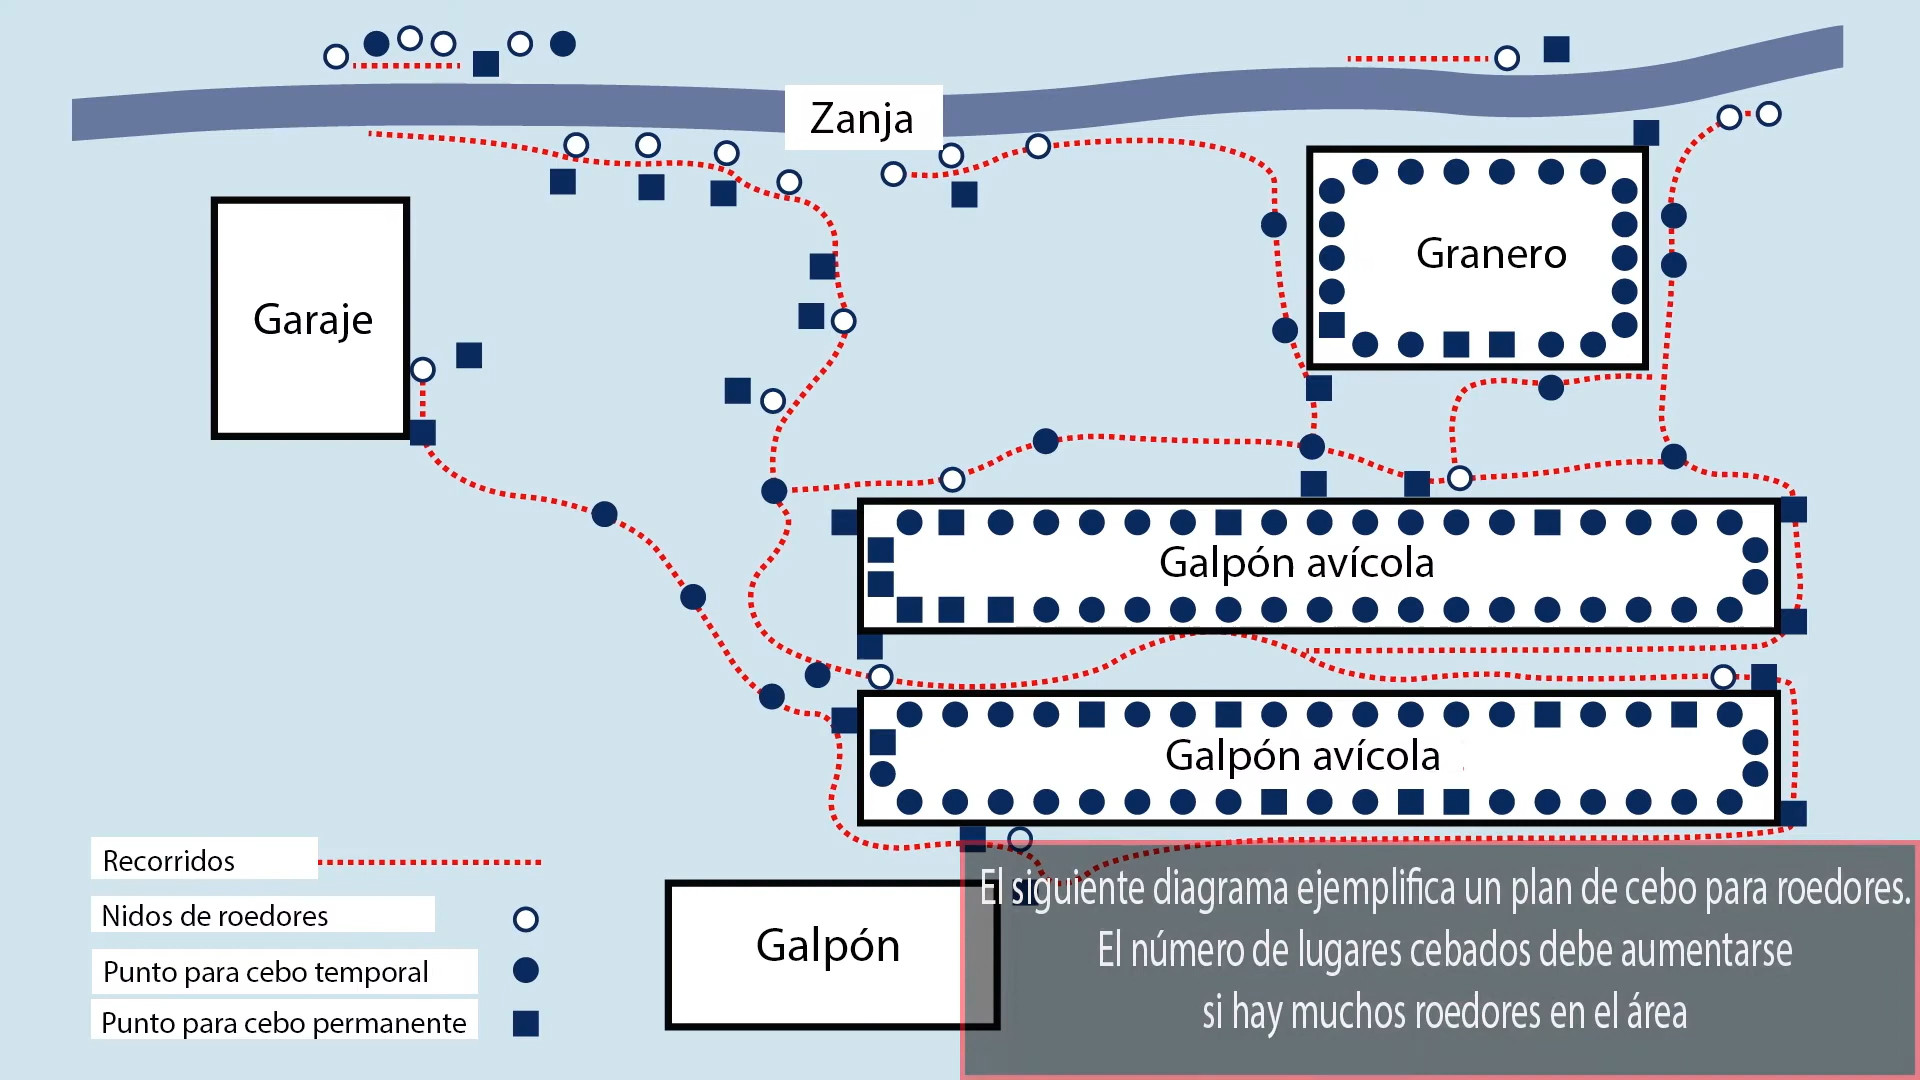 Zanja
Granero
Garaje
Galpón avícola
Galpón avícola
Recorridos
Nidos de roedores
Punto para cebo temporal
Punto para cebo permanente
Galpón
El siguiente diagrama ejemplifica un plan de cebo para roedores.
El número de lugares cebados debe aumentarse
si hay muchos roedores en el área